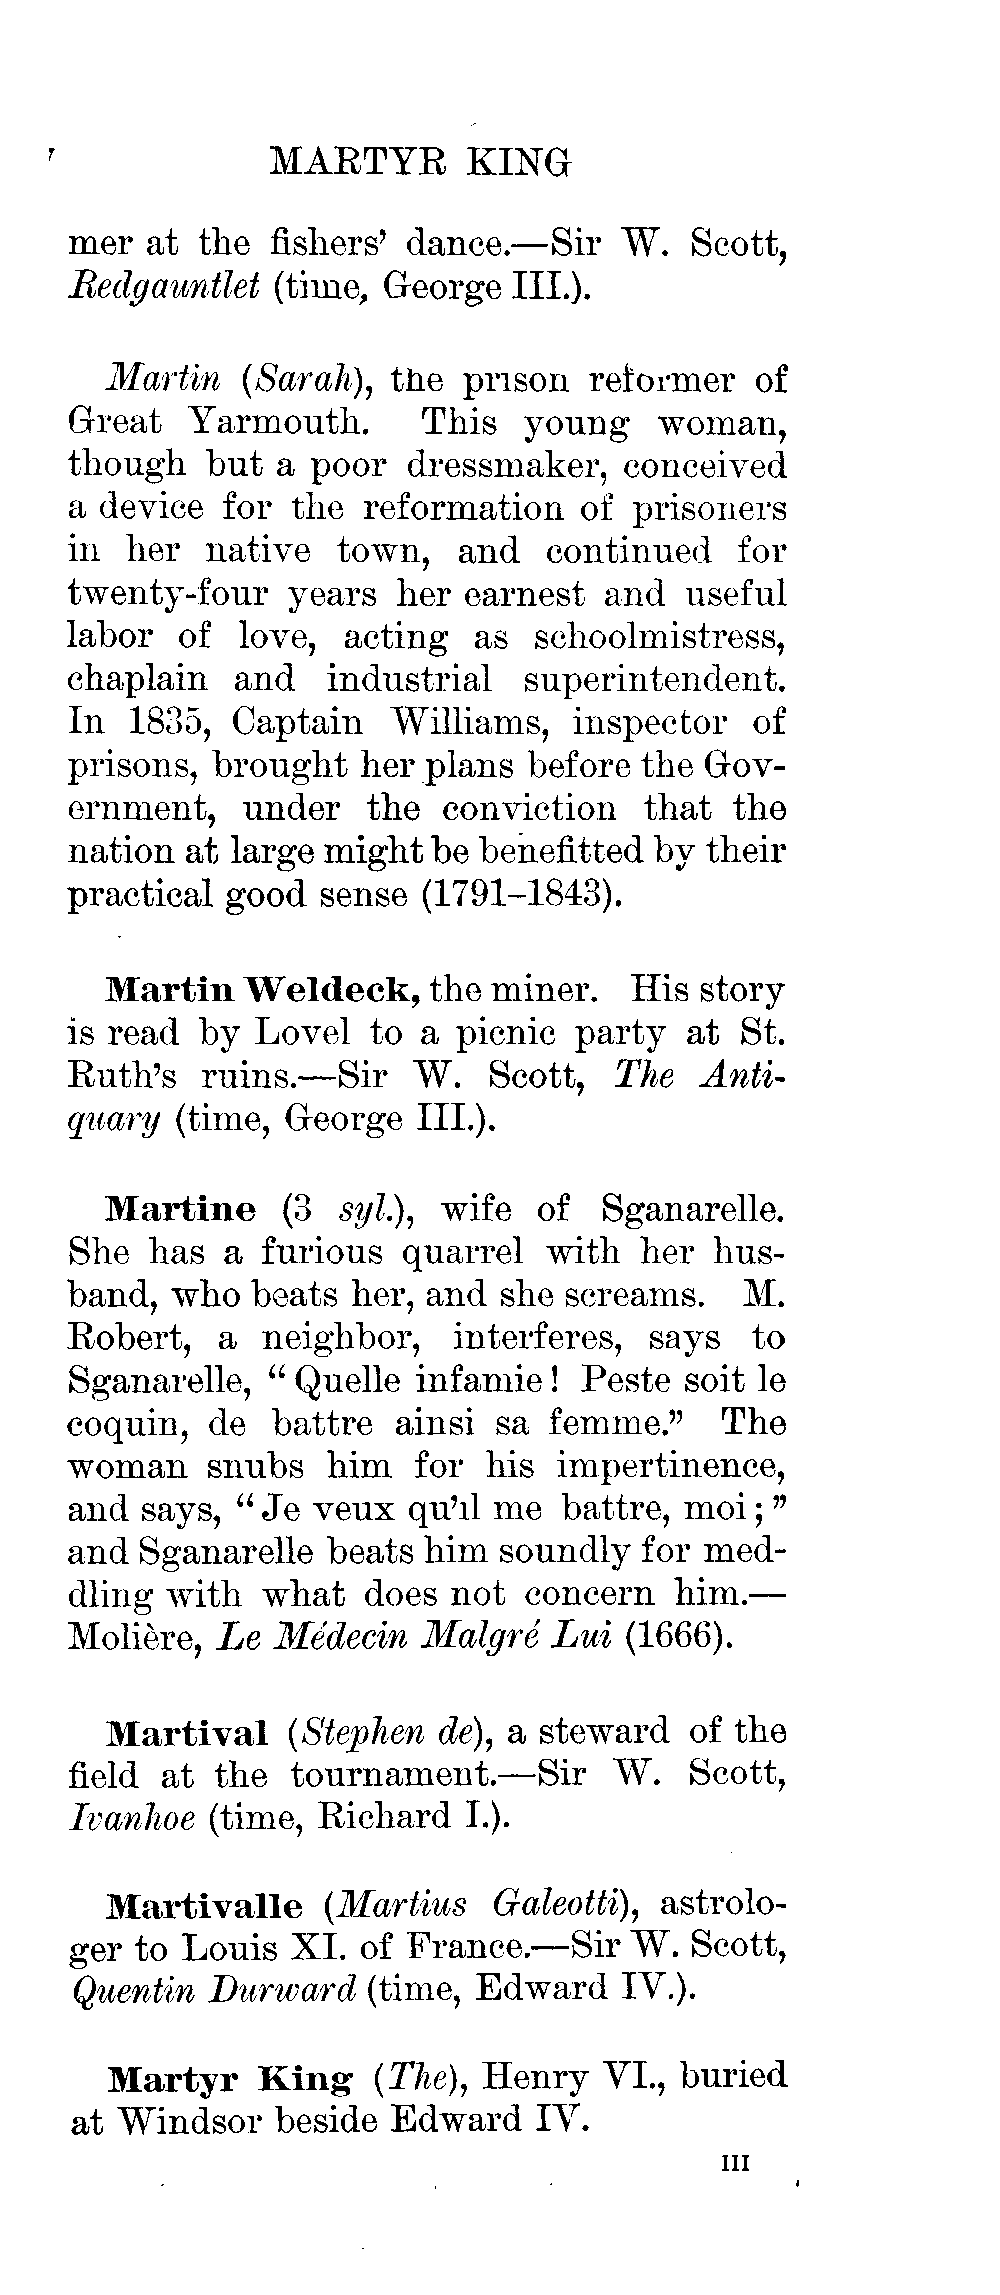 MARTYR KING
mer at the fishers’ dance.—Sir W. Scott,
Redgauntlet (time, George III.).
Martin (Sarah), the prison reformer of
Great Yarmouth. This young woman,
though but a poor dressmaker, conceived
a device for the reformation of prisoners
in her native town, and continued for
twenty-four years her earnest and useful
labor of love, acting as schoolmistress,
chaplain and industrial superintendent.
In 1835, Captain Williams, inspector of
prisons, brought her plans before the Gov-
ernment, under the conviction that the
nation at large might be benefitted by their
practical good sense (1791–1843).
Martin Weldeck, the miner. His story
is read by Lovel to a picnic party at St.
Ruth’s ruins.—Sir W. Scott, The Anti-
quary (time, George III.).
Martine (3 syl.), wife of Sganarelle.
She has a furious quarrel with her hus-
band, who beats her, and she screams. M.
Robert, a neighbor, interferes, says to
Sganarelle, “Quelle infamie! Peste soit le
coquin, de battre ainsi sa femme.” The
woman snubs him for his impertinence,
and says, “Je veux qu’il me battre, moi;”
and Sganarelle beats him soundly for med-
dling with what does not concern him.—
Molière, Le Médecin Malgré Lui (1666).
Martival (Stephen de), a steward of the
field at the tournament.—Sir W. Scott,
Ivanhoe (time, Richard I.).
Martivalle (Martius Galeotti), astrolo-
ger to Louis XI. of France.—Sir W. Scott,
Quentin Durward (time, Edward IV.).
Martyr King (The), Henry VI., buried
at Windsor beside Edward IV.
III